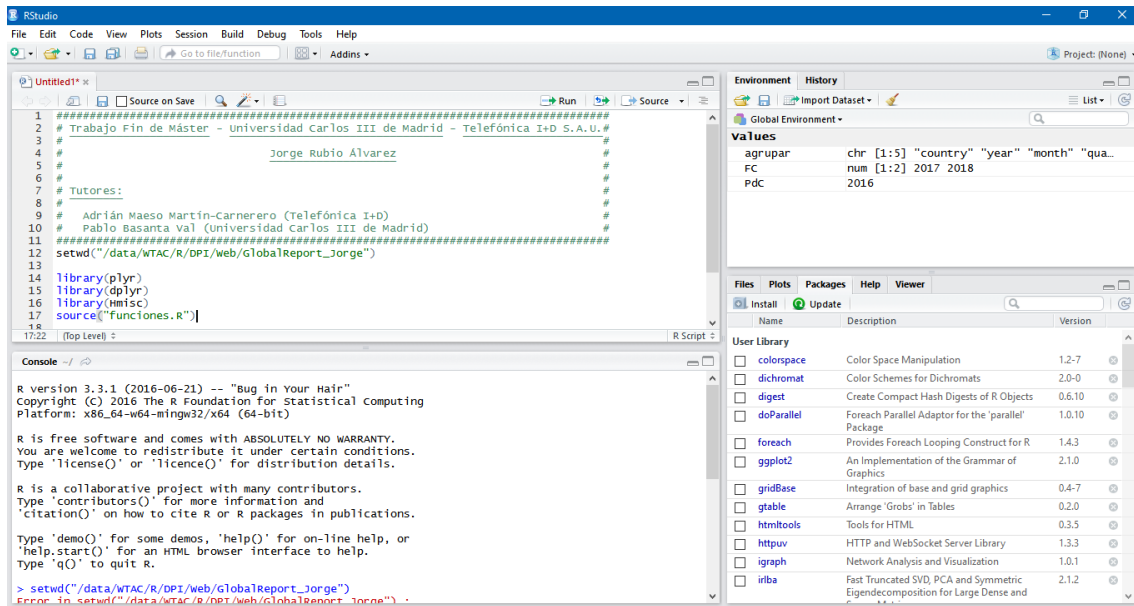 RStudio
File Edit Code View Plots Session Build Debug Tools Help
Go to file/function Addins Project: (None)
Untitled1*
Source on Save Run Source
1 ####################################################################################
2 # Trabajo Fin de Máster - Universidad Carlos III de Madrid - Telefónica I+D S.A.U.#
3 # #
4 # Jorge Rubio Álvarez #
5 # #
6 # #
7 # Tutores: #
8 # #
9 # Adrián Maeso Martín-Carnerero (Telefónica I+D) #
10 # Pablo Basanta Val (Universidad Carlos III de Madrid) #
11 ####################################################################################
12 setwd("/data/WTAC/R/DPI/Web/GlobalReport_Jorge")
13
14 library(plyr)
15 library(dplyr)
16 library(Hmisc)
17 source("funciones.R")
18
17:22 (Top Level) R Script
Console ~/
R version 3.3.1 (2016-06-21) -- "Bug in Your Hair"
Copyright (C) 2016 The R Foundation for Statistical Computing
Platform: x86_64-w64-mingw32/x64 (64-bit)
R is free software and comes with ABSOLUTELY NO WARRANTY.
You are welcome to redistribute it under certain conditions.
Type 'license()' or 'licence()' for distribution details.
R is a collaborative project with many contributors.
Type 'contributors()' for more information and
'citation()' on how to cite R or R packages in publications.
Type 'demo()' for some demos, 'help()' for on-line help, or
'help.start()' for an HTML browser interface to help.
Type 'q()' to quit R.
> setwd("/data/WTAC/R/DPI/Web/GlobalReport_Jorge")
Error in setwd("/data/WTAC/R/DPI/Web/GlobalReport_Jorge") :
Environment History
Import Dataset List
Global Environment
Values
agrupar chr [1:5] "country" "year" "month" "qua…
FC num [1:2] 2017 2018
PdC 2016
Files Plots Packages Help Viewer
Install Update
Name Description Version
User Library
colorspace Color Space Manipulation 1.2-7
dichromat Color Schemes for Dichromats 2.0-0
digest Create Compact Hash Digests of R Objects 0.6.10
doParallel Foreach Parallel Adaptor for the 'parallel' Package 1.0.10
foreach Provides Foreach Looping Construct for R 1.4.3
ggplot2 An Implementation of the Grammar of Graphics 2.1.0
gridBase Integration of base and grid graphics 0.4-7
gtable Arrange 'Grobs' in Tables 0.2.0
htmltools Tools for HTML 0.3.5
httpuv HTTP and WebSocket Server Library 1.3.3
igraph Network Analysis and Visualization 1.0.1
irlba Fast Truncated SVD, PCA and Symmetric Eigendecomposition for Large Dense and 2.1.2